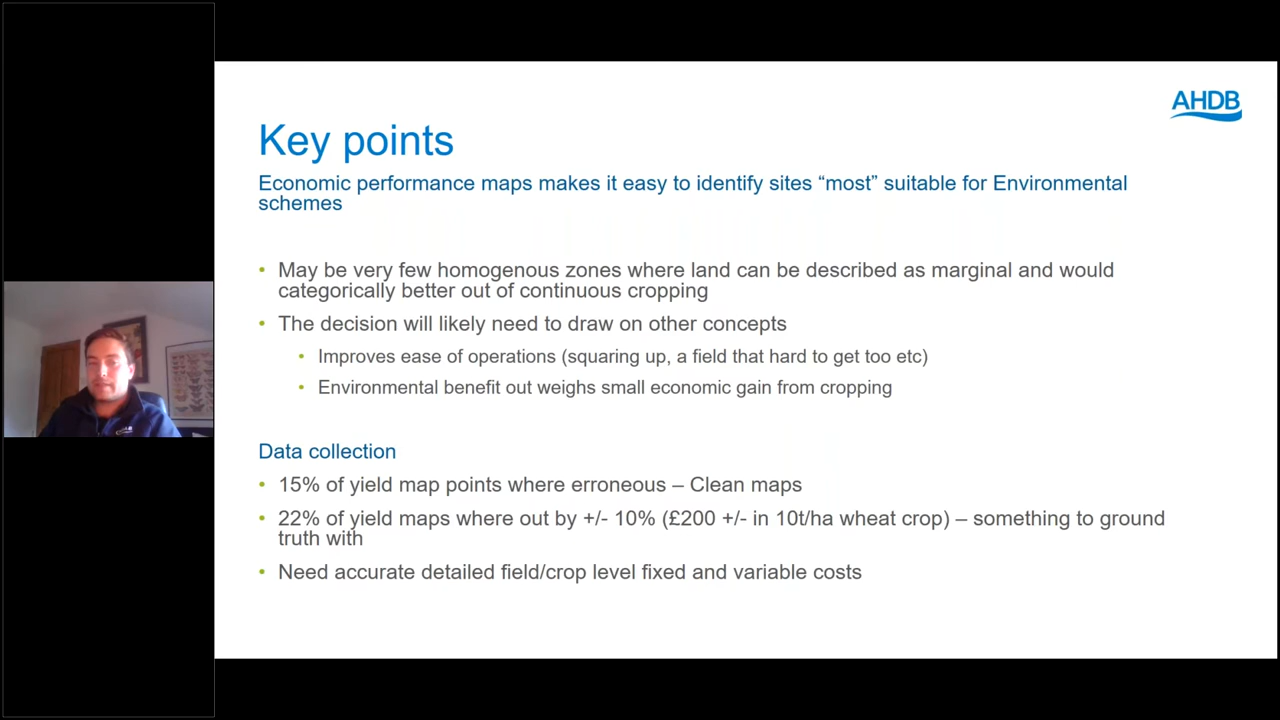 AHDB
Key points
Economic performance maps makes it easy to identify sites “most” suitable for Environmental
schemes
• May be very few homogenous zones where land can be described as marginal and would
categorically better out of continuous cropping
• The decision will likely need to draw on other concepts
• Improves ease of operations (squaring up, a field that hard to get too etc)
• Environmental benefit out weighs small economic gain from cropping
Data collection
• 15% of yield map points where erroneous – Clean maps
• 22% of yield maps where out by +/- 10% (£200 +/- in 10t/ha wheat crop) – something to ground
truth with
• Need accurate detailed field/crop level fixed and variable costs